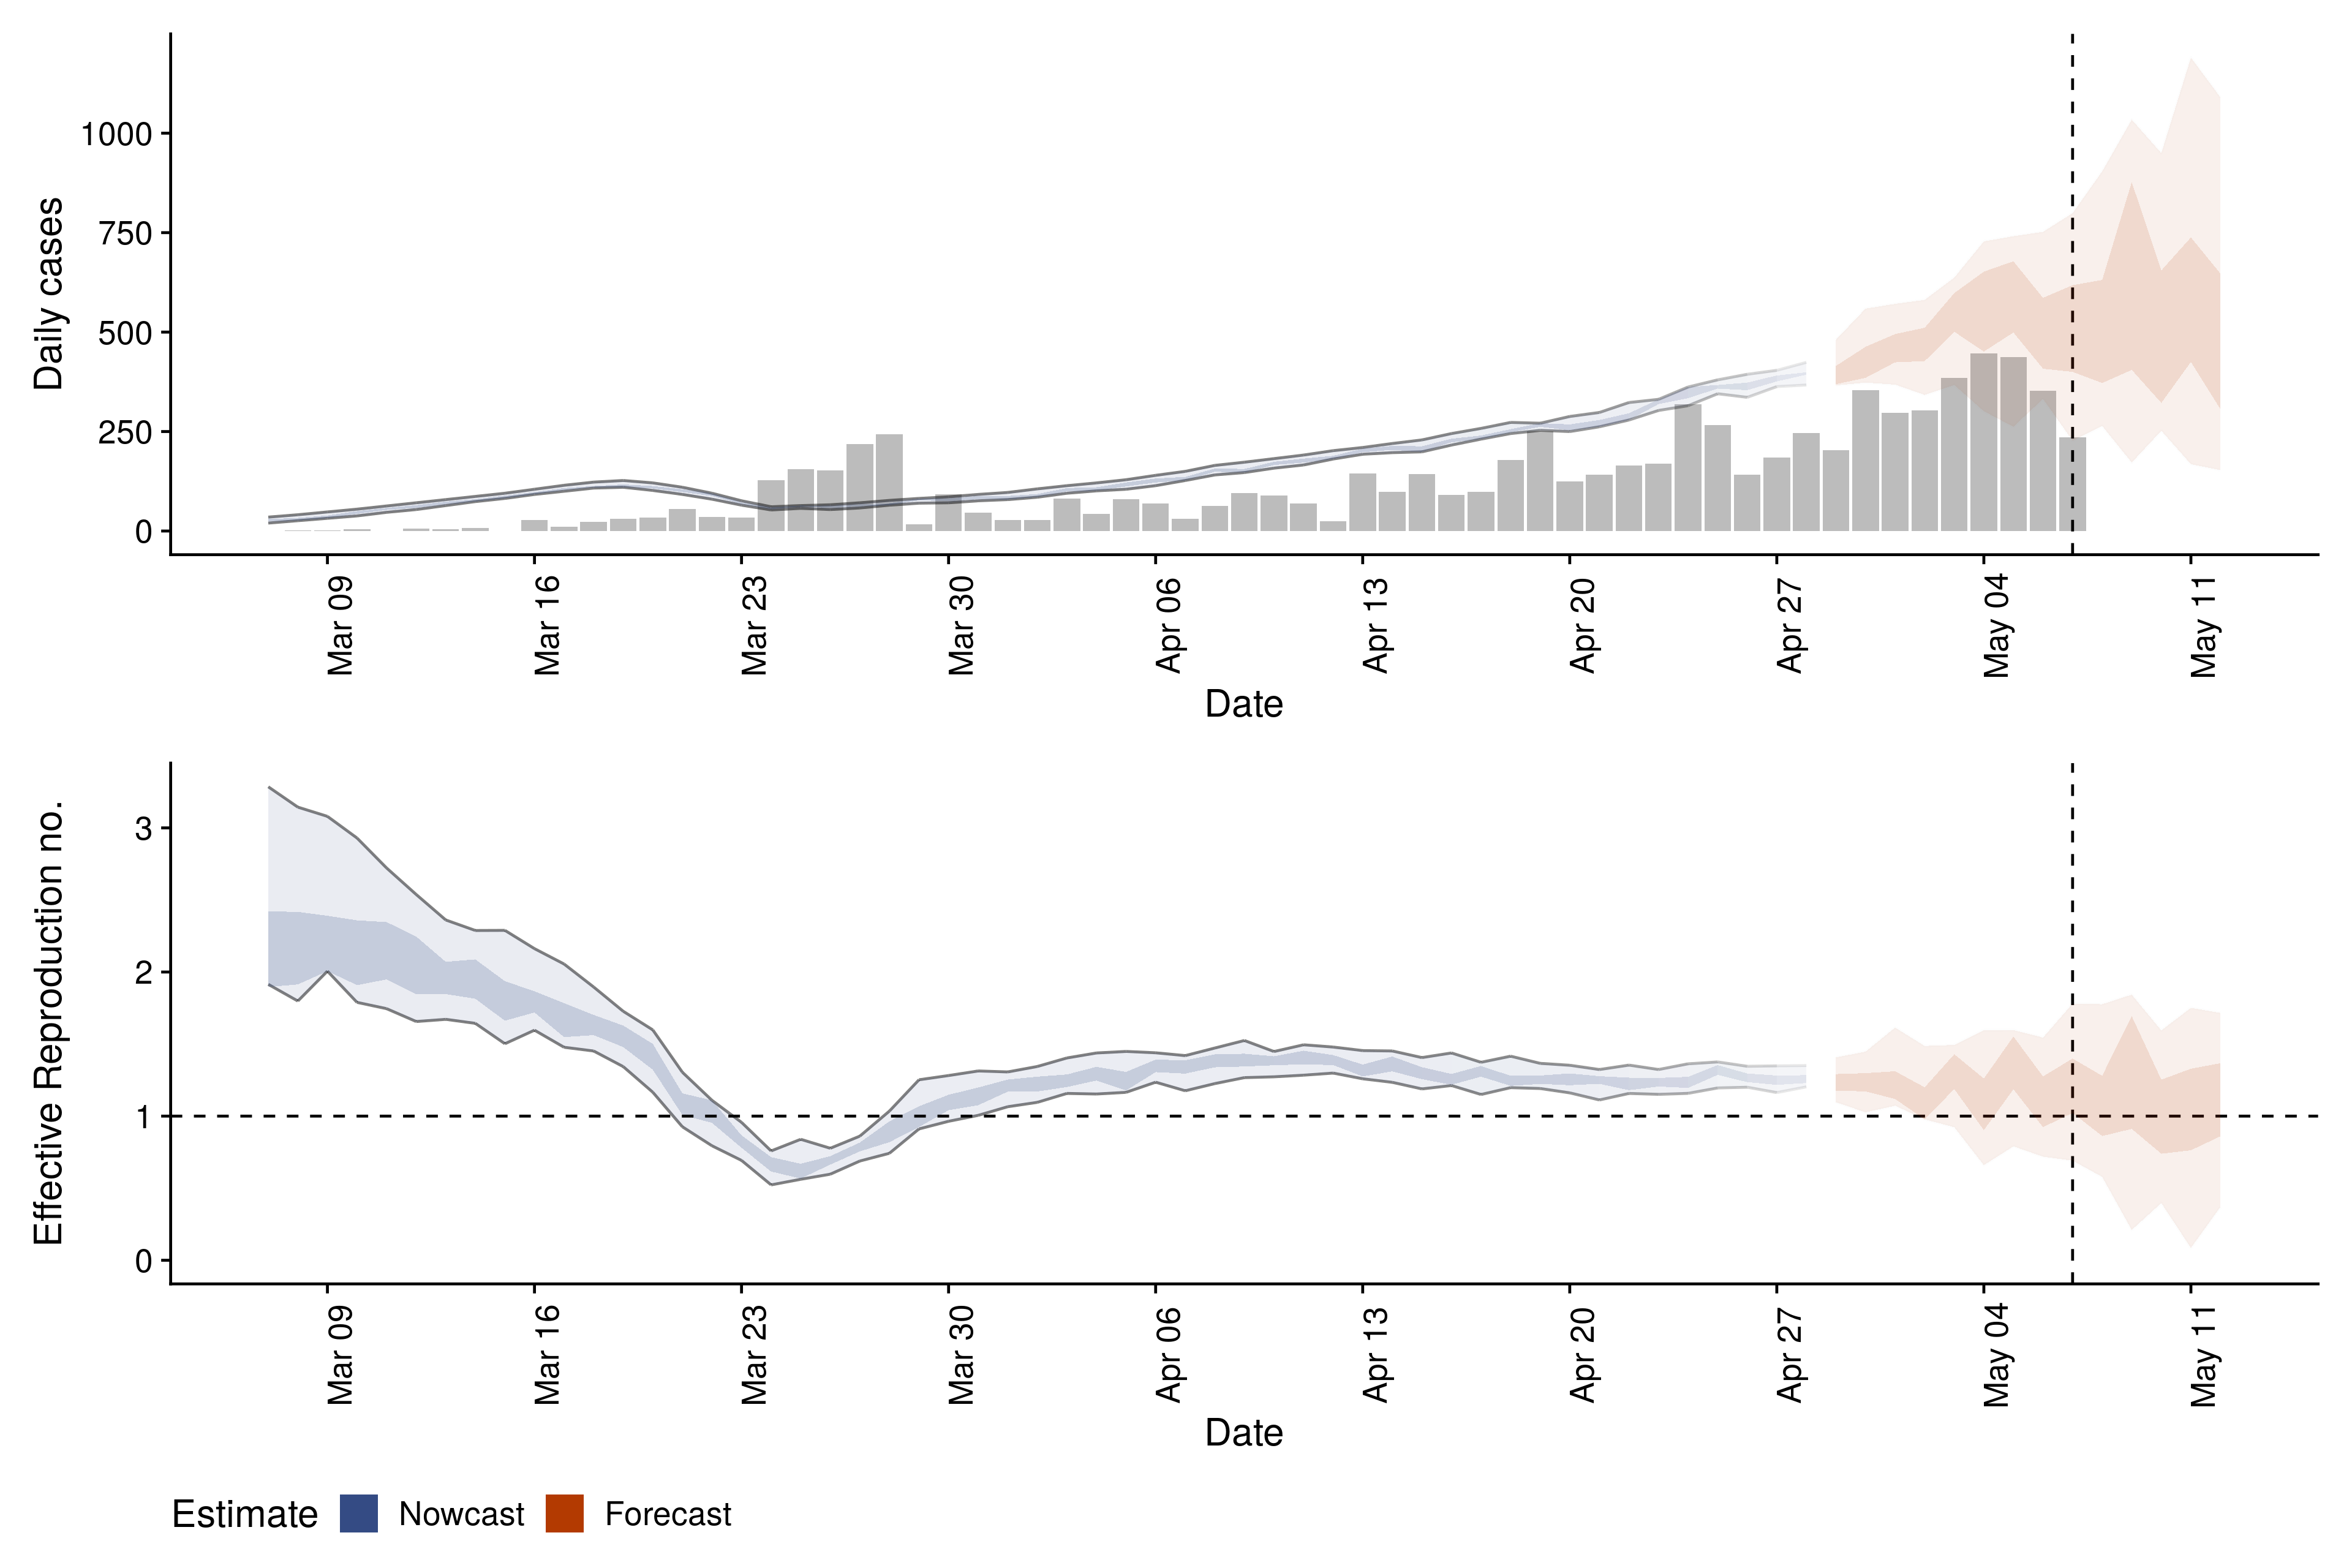 Daily cases
1000
750
500
250
0
Mar 09
Mar 16
Mar 23
Mar 30
Apr 06
Apr 13
Apr 20
Apr 27
May 04
May 11
Date
Effective Reproduction no.
3
2
1
0
Mar 09
Mar 16
Mar 23
Mar 30
Apr 06
Apr 13
Apr 20
Apr 27
May 04
May 11
Date
Estimate Nowcast Forecast